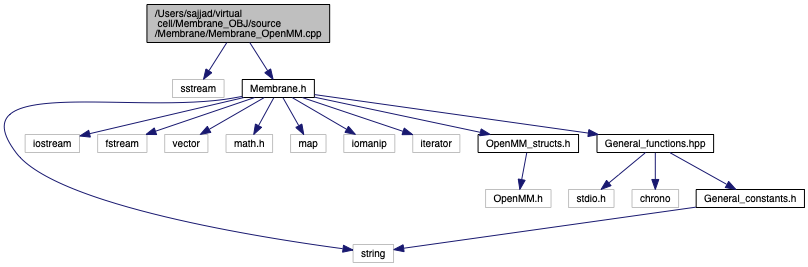 /Users/sajjad/virtual
cell/Membrane_OBJ/source
/Membrane/Membrane_OpenMM.cpp
sstream
Membrane.h
iostream
fstream
vector
math.h
map
iomanip
iterator
OpenMM_structs.h
General_functions.hpp
OpenMM.h
stdio.h
chrono
General_constants.h
string